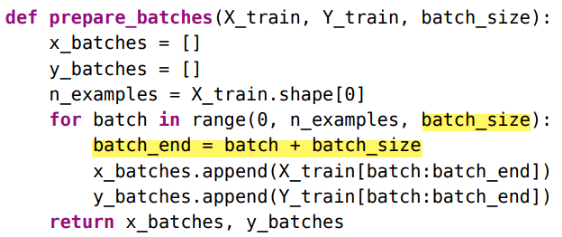 def prepare_batches(X_train, Y_train, batch_size):
    x_batches = []
    y_batches = []
    n_examples = X_train.shape[0]
    for batch in range(0, n_examples, batch_size):
        batch_end = batch + batch_size
        x_batches.append(X_train[batch:batch_end])
        y_batches.append(Y_train[batch:batch_end])
    return x_batches, y_batches